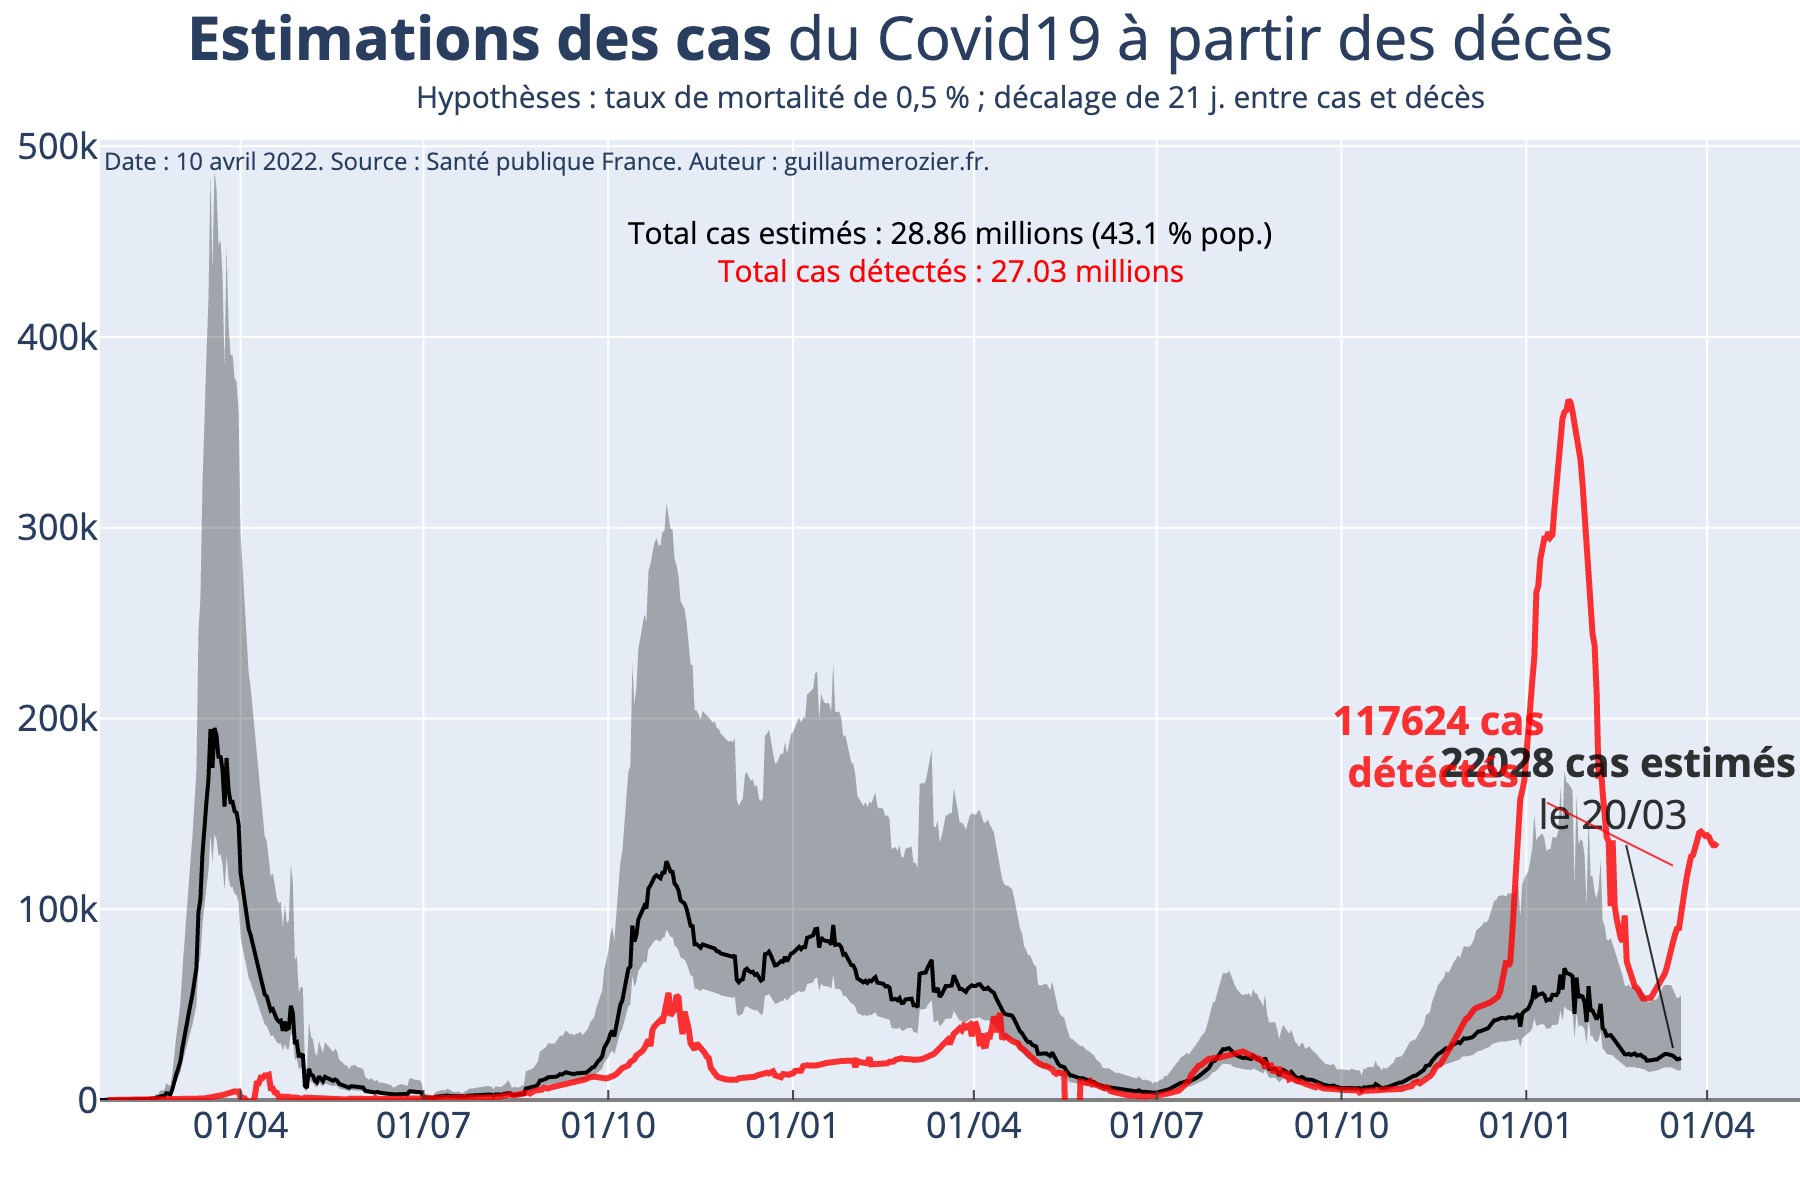 Estimations des cas du Covid19 à partir des décès
Hypothèses : taux de mortalité de 0,5 % ; décalage de 21 j. entre cas et décès
500k
Date : 10 avril 2022. Source : Santé publique France. Auteur : guillaumerozier.fr.
Total cas estimés : 28.86 millions (43.1 % pop.)
Total cas détectés : 27.03 millions
400k
300k
200k
117624 cas
détéctés
22028 cas estimés
le 20/03
100k
0
01/04 01/07 01/10 01/01 01/04 01/07 01/10 01/01 01/04